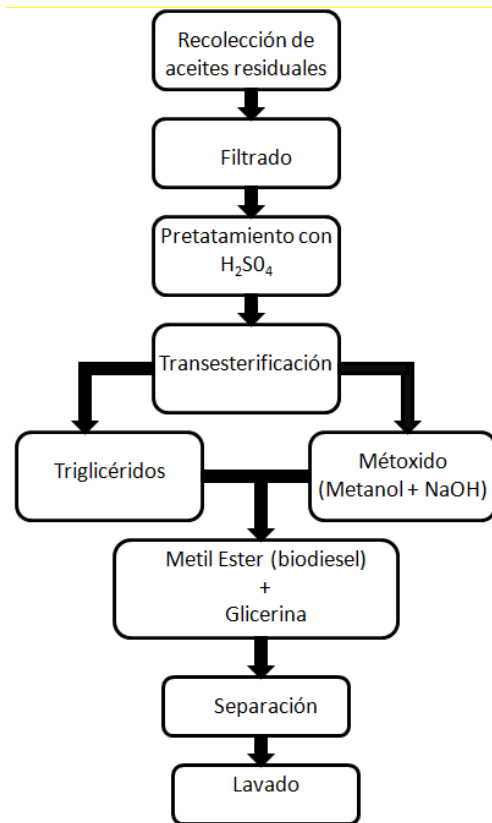 Recolección de
aceites residuales
Filtrado
Pretatamiento con
H₂S0₄
Transesterificación
Triglicéridos
Métoxido
(Metanol + NaOH)
Metil Ester (biodiesel)
+
Glicerina
Separación
Lavado